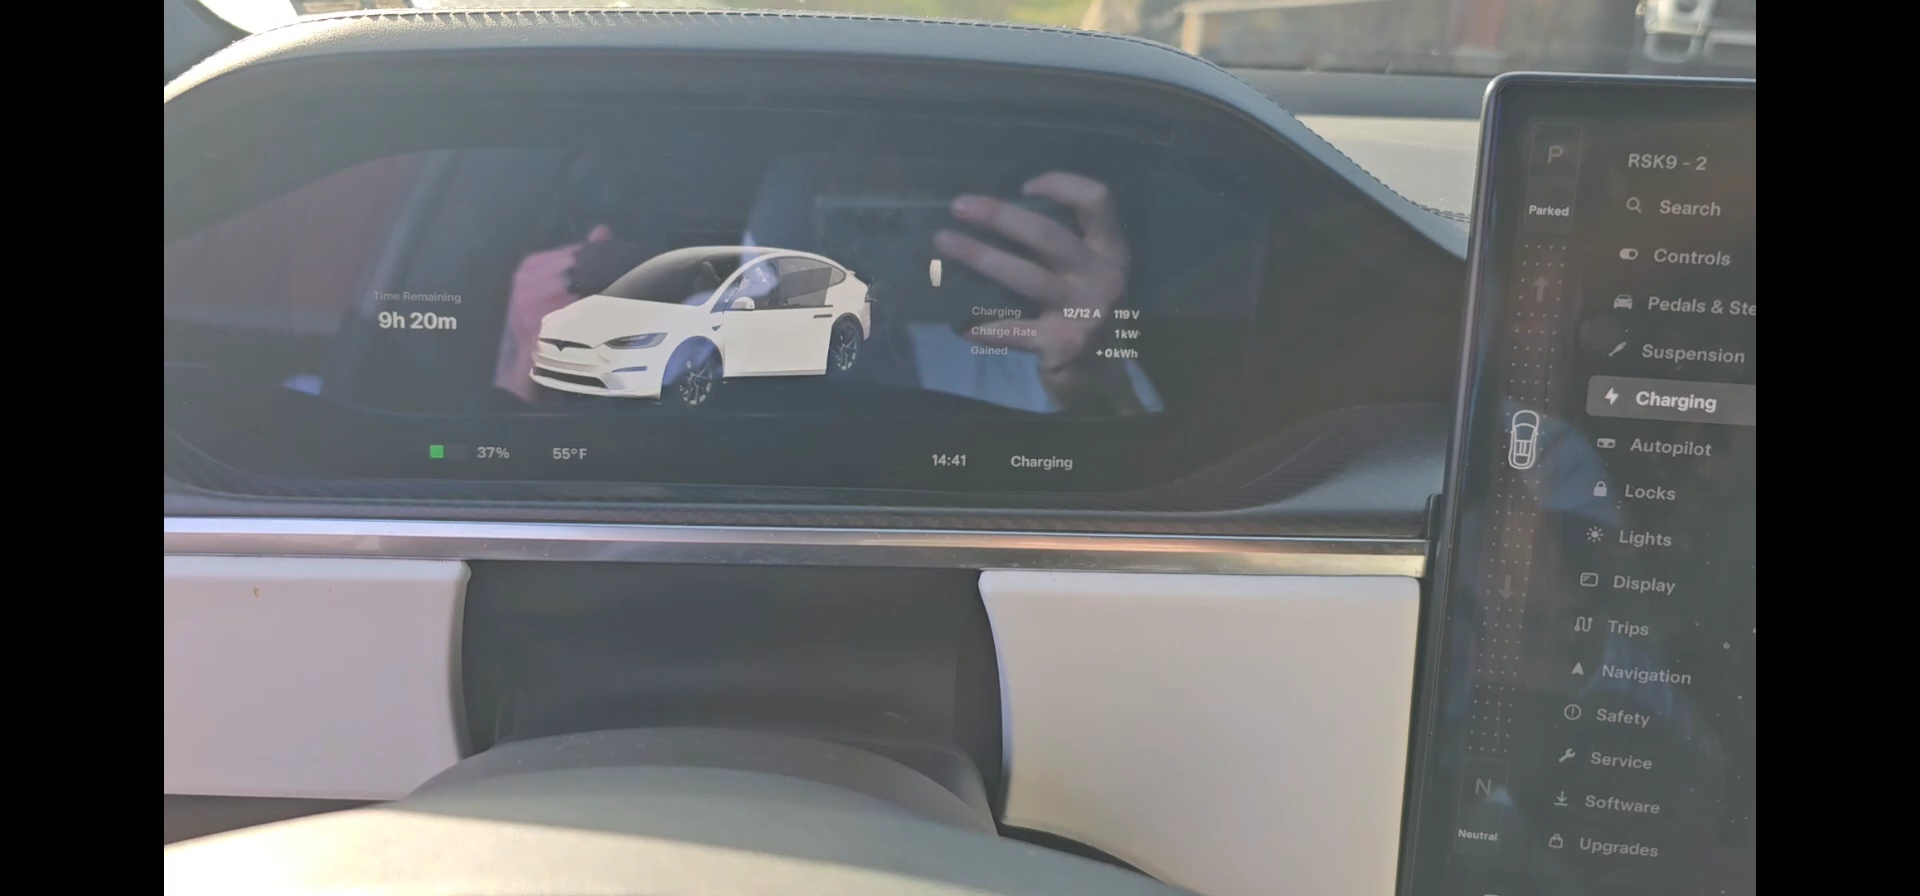 Time Remaining
9h 20m
Charging 12/12 A 119 V
Charge Rate 1 kW
Gained +0 kWh
37% 55°F 14:41 Charging
P
Parked
RSK9 - 2
Search
Controls
Pedals & Ste
Suspension
Charging
Autopilot
Locks
Lights
Display
Trips
Navigation
Safety
Service
Software
Upgrades
N
Neutral